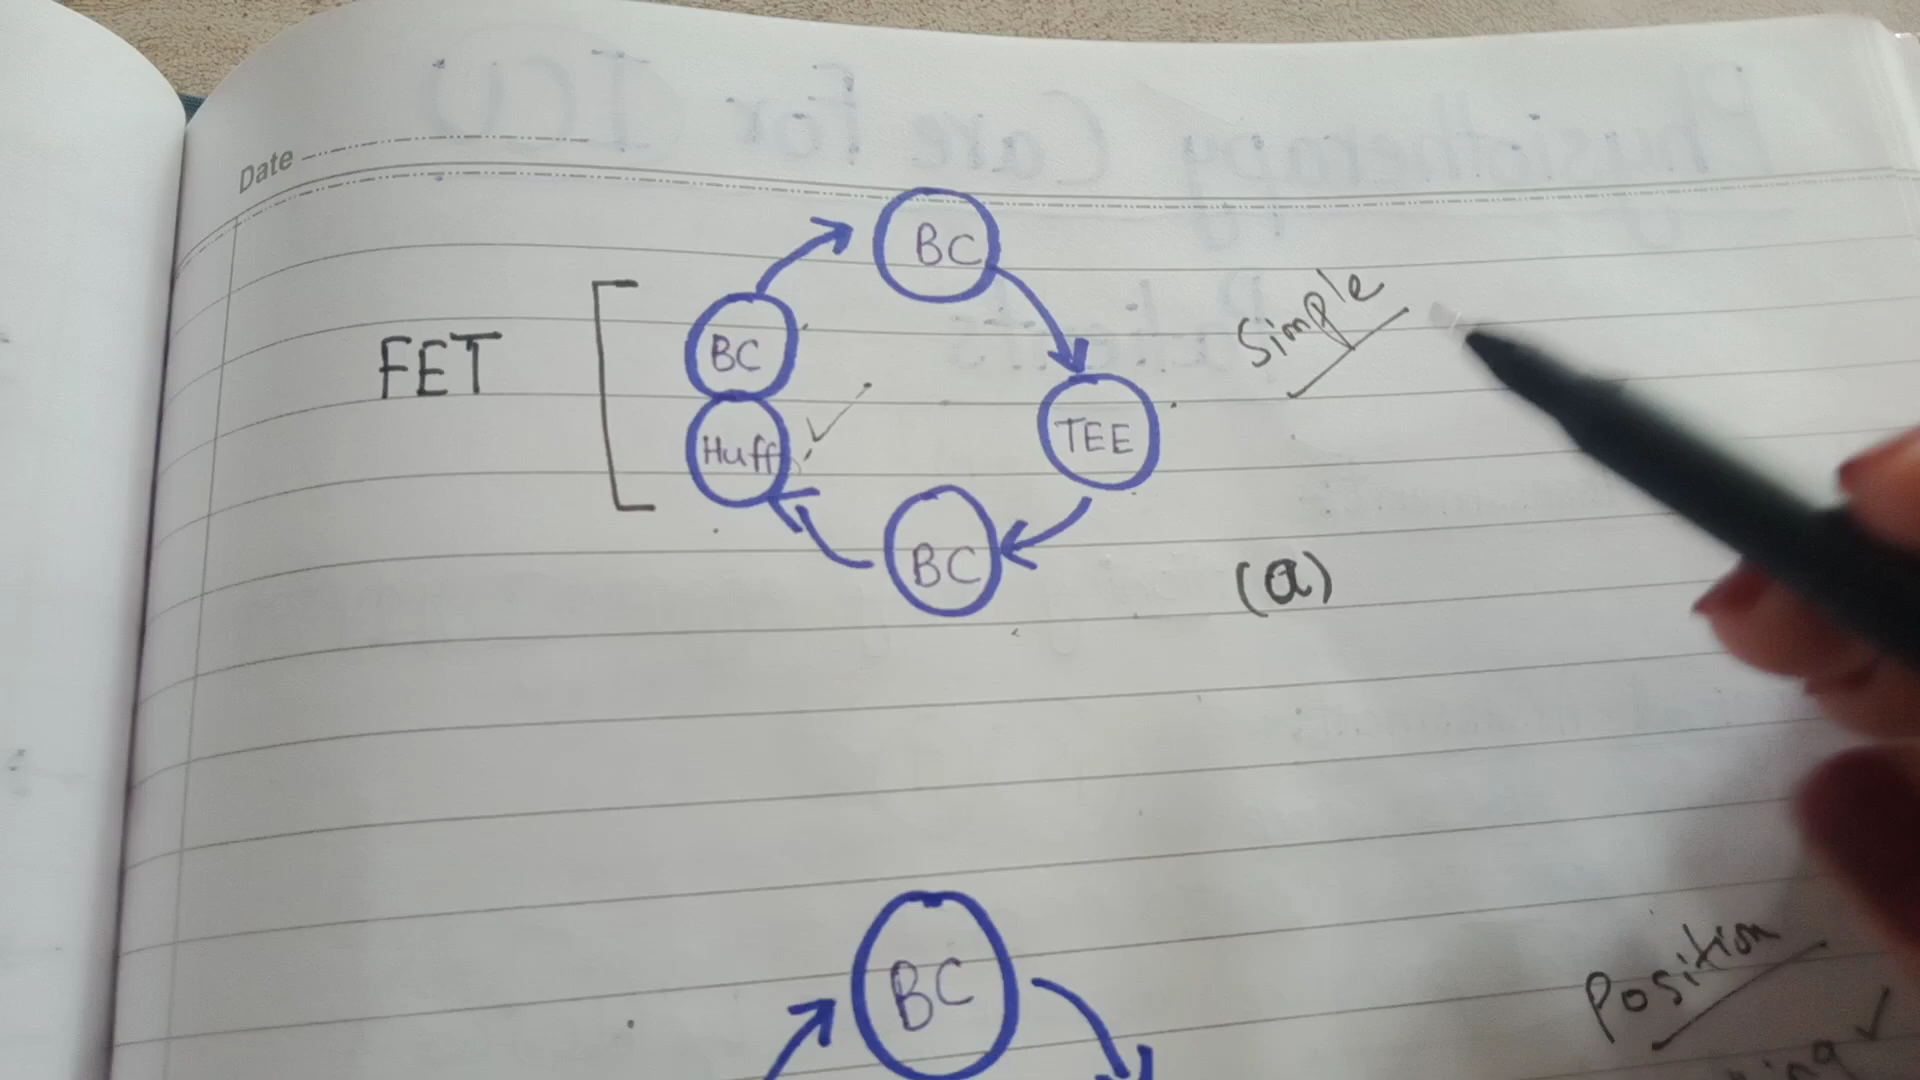 Date
BC
BC
Simple
FET
Huff
TEE
BC
(a)
BC
Position